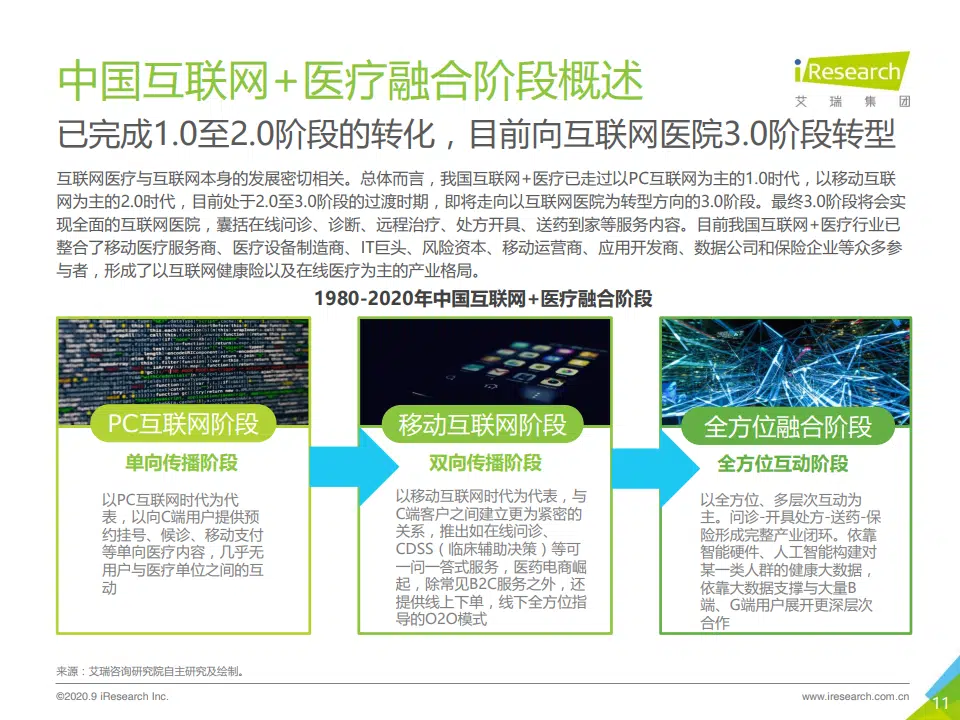 中国互联网+医疗融合阶段概述
iResearch
艾 瑞 集 团
已完成1.0至2.0阶段的转化，目前向互联网医院3.0阶段转型
互联网医疗与互联网本身的发展密切相关。总体而言，我国互联网+医疗已走过以PC互联网为主的1.0时代，以移动互联
网为主的2.0时代，目前处于2.0至3.0阶段的过渡时期，即将走向以互联网医院为转型方向的3.0阶段。最终3.0阶段将会实
现全面的互联网医院，囊括在线问诊、诊断、远程治疗、处方开具、送药到家等服务内容。目前我国互联网+医疗行业已
整合了移动医疗服务商、医疗设备制造商、IT巨头、风险资本、移动运营商、应用开发商、数据公司和保险企业等众多参
与者，形成了以互联网健康险以及在线医疗为主的产业格局。
1980-2020年中国互联网+医疗融合阶段
PC互联网阶段
单向传播阶段
以PC互联网时代为代
表，以向C端用户提供预
约挂号、候诊、移动支付
等单向医疗内容，几乎无
用户与医疗单位之间的互
动
移动互联网阶段
双向传播阶段
以移动互联网时代为代表，与
C端客户之间建立更为紧密的
关系，推出如在线问诊、
CDSS（临床辅助决策）等可
一问一答式服务，医药电商崛
起，除常见B2C服务之外，还
提供线上下单，线下全方位指
导的O2O模式
全方位融合阶段
全方位互动阶段
以全方位、多层次互动为
主。问诊-开具处方-送药-保
险形成完整产业闭环。依靠
智能硬件、人工智能构建对
某一类人群的健康大数据，
依靠大数据支撑与大量B
端、G端用户展开更深层次
合作
来源：艾瑞咨询研究院自主研究及绘制。
©2020.9 iResearch Inc.
www.iresearch.com.cn
11